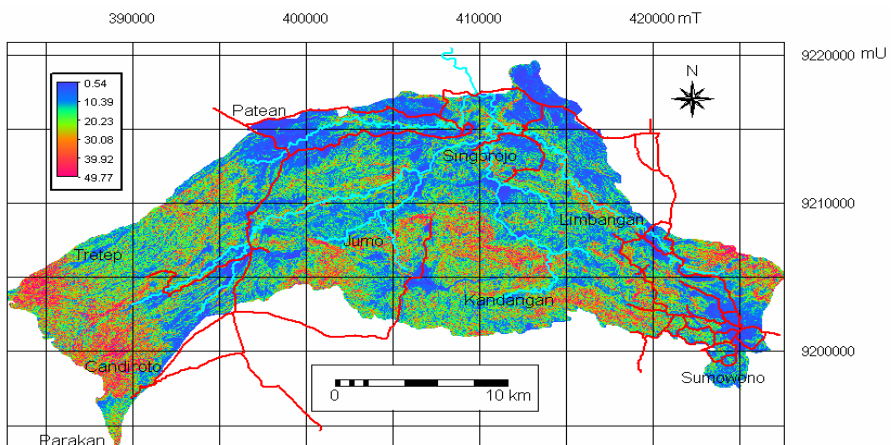 390000 400000 410000 420000 mT
9220000 mU
0.54
10.39
20.23
30.08
39.92
49.77
N
Patean
Singorojo
9210000
Limbangan
Jumo
Tretep
Kandangan
9200000
Candiroto
Sumowono
0 10 km
Parakan